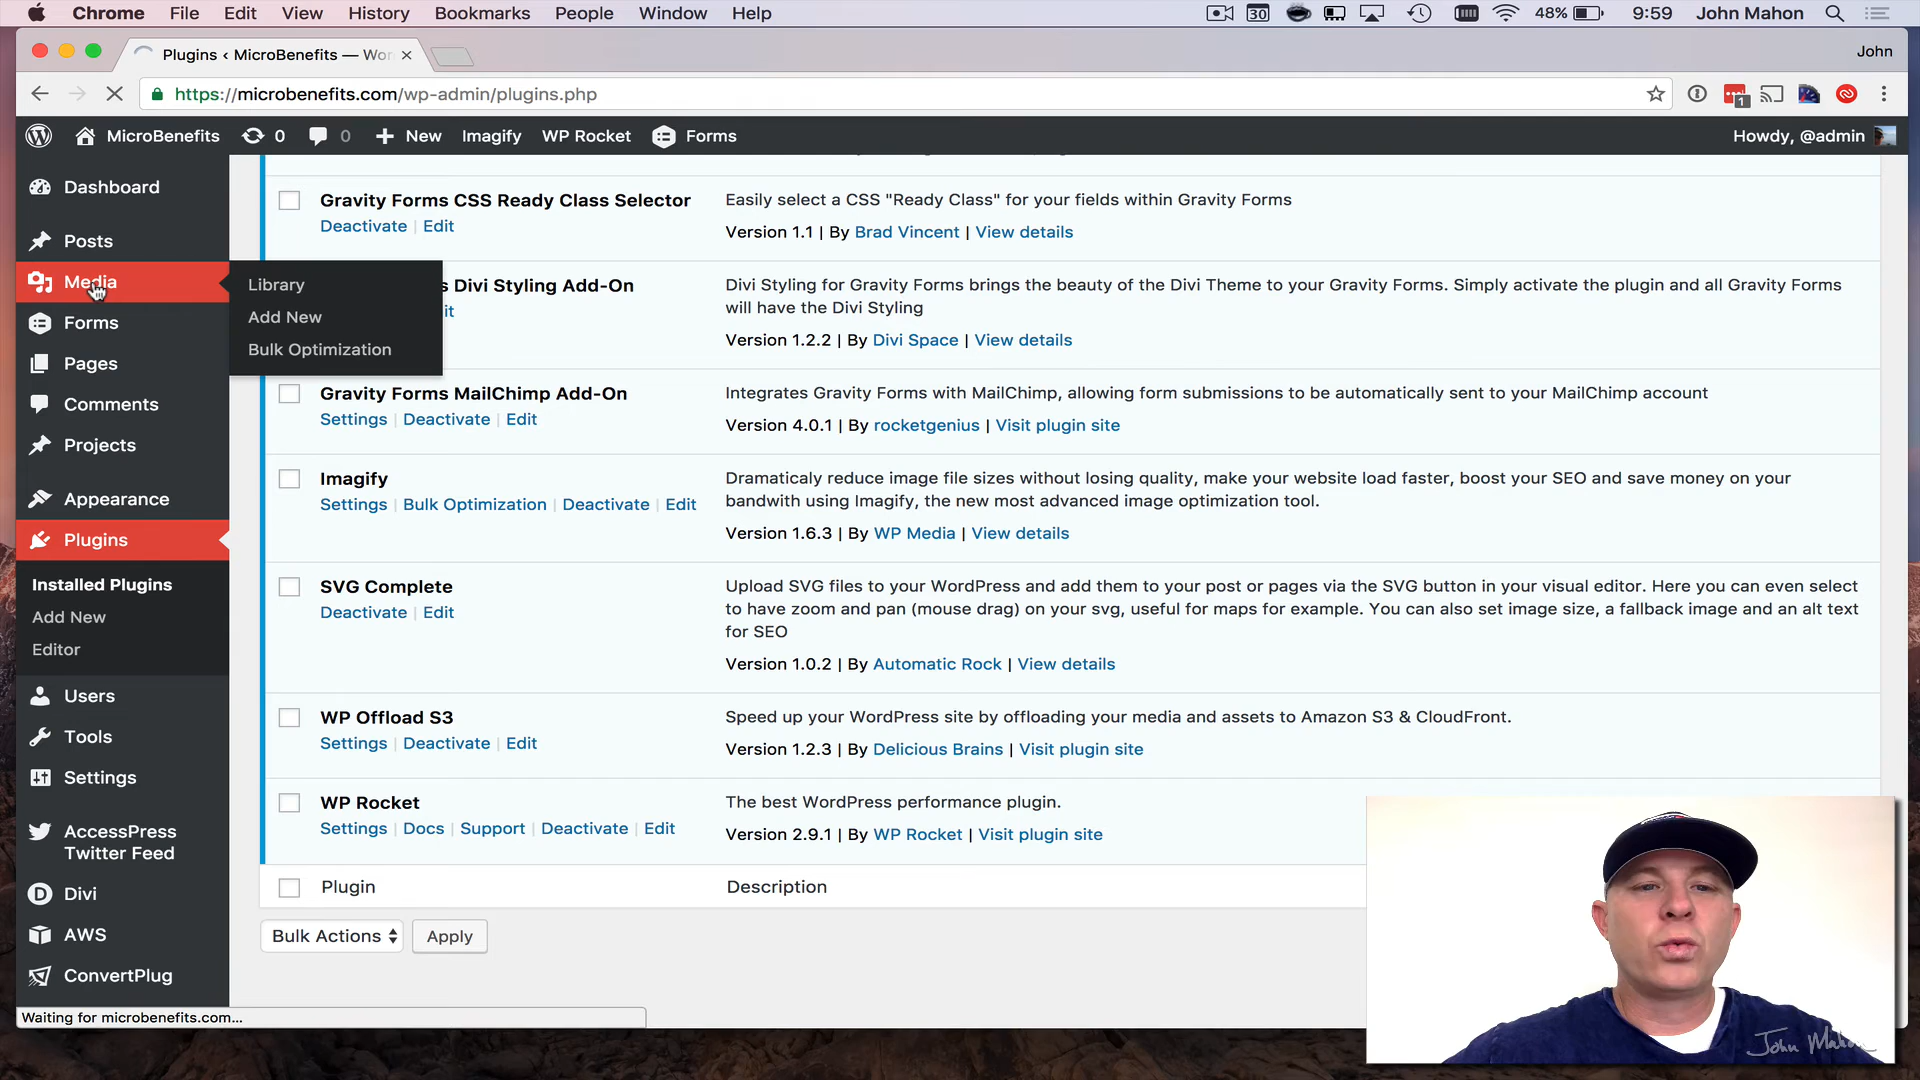 Chrome File Edit View History Bookmarks People Window Help 30 48% 9:59 John Mahon
Plugins ‹ MicroBenefits — Wor John
https://microbenefits.com/wp-admin/plugins.php 1
MicroBenefits 0 0 New Imagify WP Rocket Forms Howdy, @admin
Dashboard
Posts
Media
Forms
Pages
Comments
Projects
Appearance
Plugins
Installed Plugins
Add New
Editor
Users
Tools
Settings
AccessPress
Twitter Feed
Divi
AWS
ConvertPlug
Library
Add New
Bulk Optimization
Gravity Forms CSS Ready Class Selector
Deactivate | Edit
Easily select a CSS "Ready Class" for your fields within Gravity Forms
Version 1.1 | By Brad Vincent | View details
s Divi Styling Add-On
it
Divi Styling for Gravity Forms brings the beauty of the Divi Theme to your Gravity Forms. Simply activate the plugin and all Gravity Forms
will have the Divi Styling
Version 1.2.2 | By Divi Space | View details
Gravity Forms MailChimp Add-On
Settings | Deactivate | Edit
Integrates Gravity Forms with MailChimp, allowing form submissions to be automatically sent to your MailChimp account
Version 4.0.1 | By rocketgenius | Visit plugin site
Imagify
Settings | Bulk Optimization | Deactivate | Edit
Dramaticaly reduce image file sizes without losing quality, make your website load faster, boost your SEO and save money on your
bandwith using Imagify, the new most advanced image optimization tool.
Version 1.6.3 | By WP Media | View details
SVG Complete
Deactivate | Edit
Upload SVG files to your WordPress and add them to your post or pages via the SVG button in your visual editor. Here you can even select
to have zoom and pan (mouse drag) on your svg, useful for maps for example. You can also set image size, a fallback image and an alt text
for SEO
Version 1.0.2 | By Automatic Rock | View details
WP Offload S3
Settings | Deactivate | Edit
Speed up your WordPress site by offloading your media and assets to Amazon S3 & CloudFront.
Version 1.2.3 | By Delicious Brains | Visit plugin site
WP Rocket
Settings | Docs | Support | Deactivate | Edit
The best WordPress performance plugin.
Version 2.9.1 | By WP Rocket | Visit plugin site
Plugin Description
Bulk Actions Apply
Waiting for microbenefits.com...
John Mahon